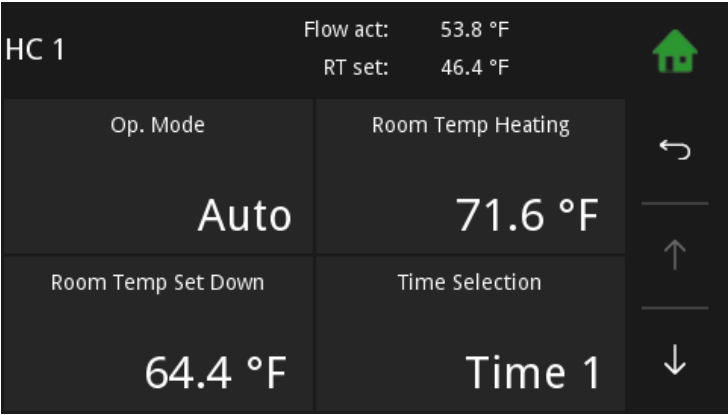 HC 1
Flow act: 53.8 °F
RT set: 46.4 °F
Op. Mode
Auto
Room Temp Heating
71.6 °F
Room Temp Set Down
64.4 °F
Time Selection
Time 1